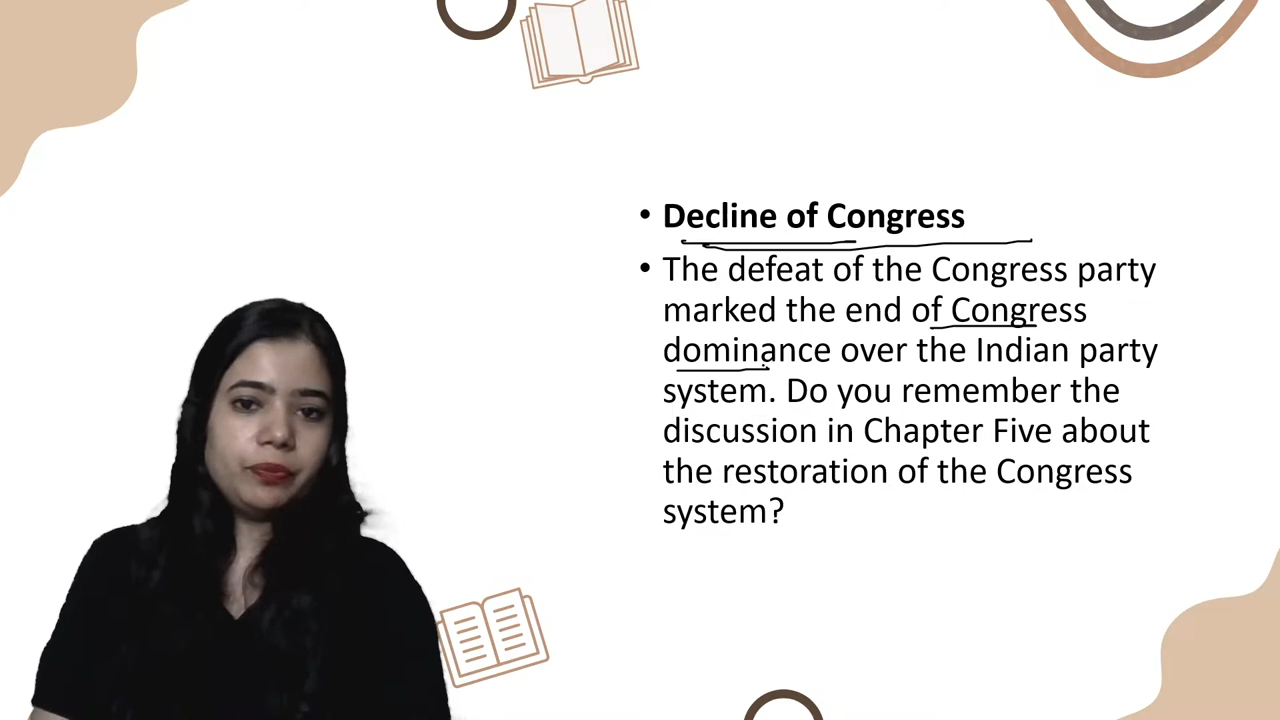 • Decline of Congress
• The defeat of the Congress party
marked the end of Congress
dominance over the Indian party
system. Do you remember the
discussion in Chapter Five about
the restoration of the Congress
system?